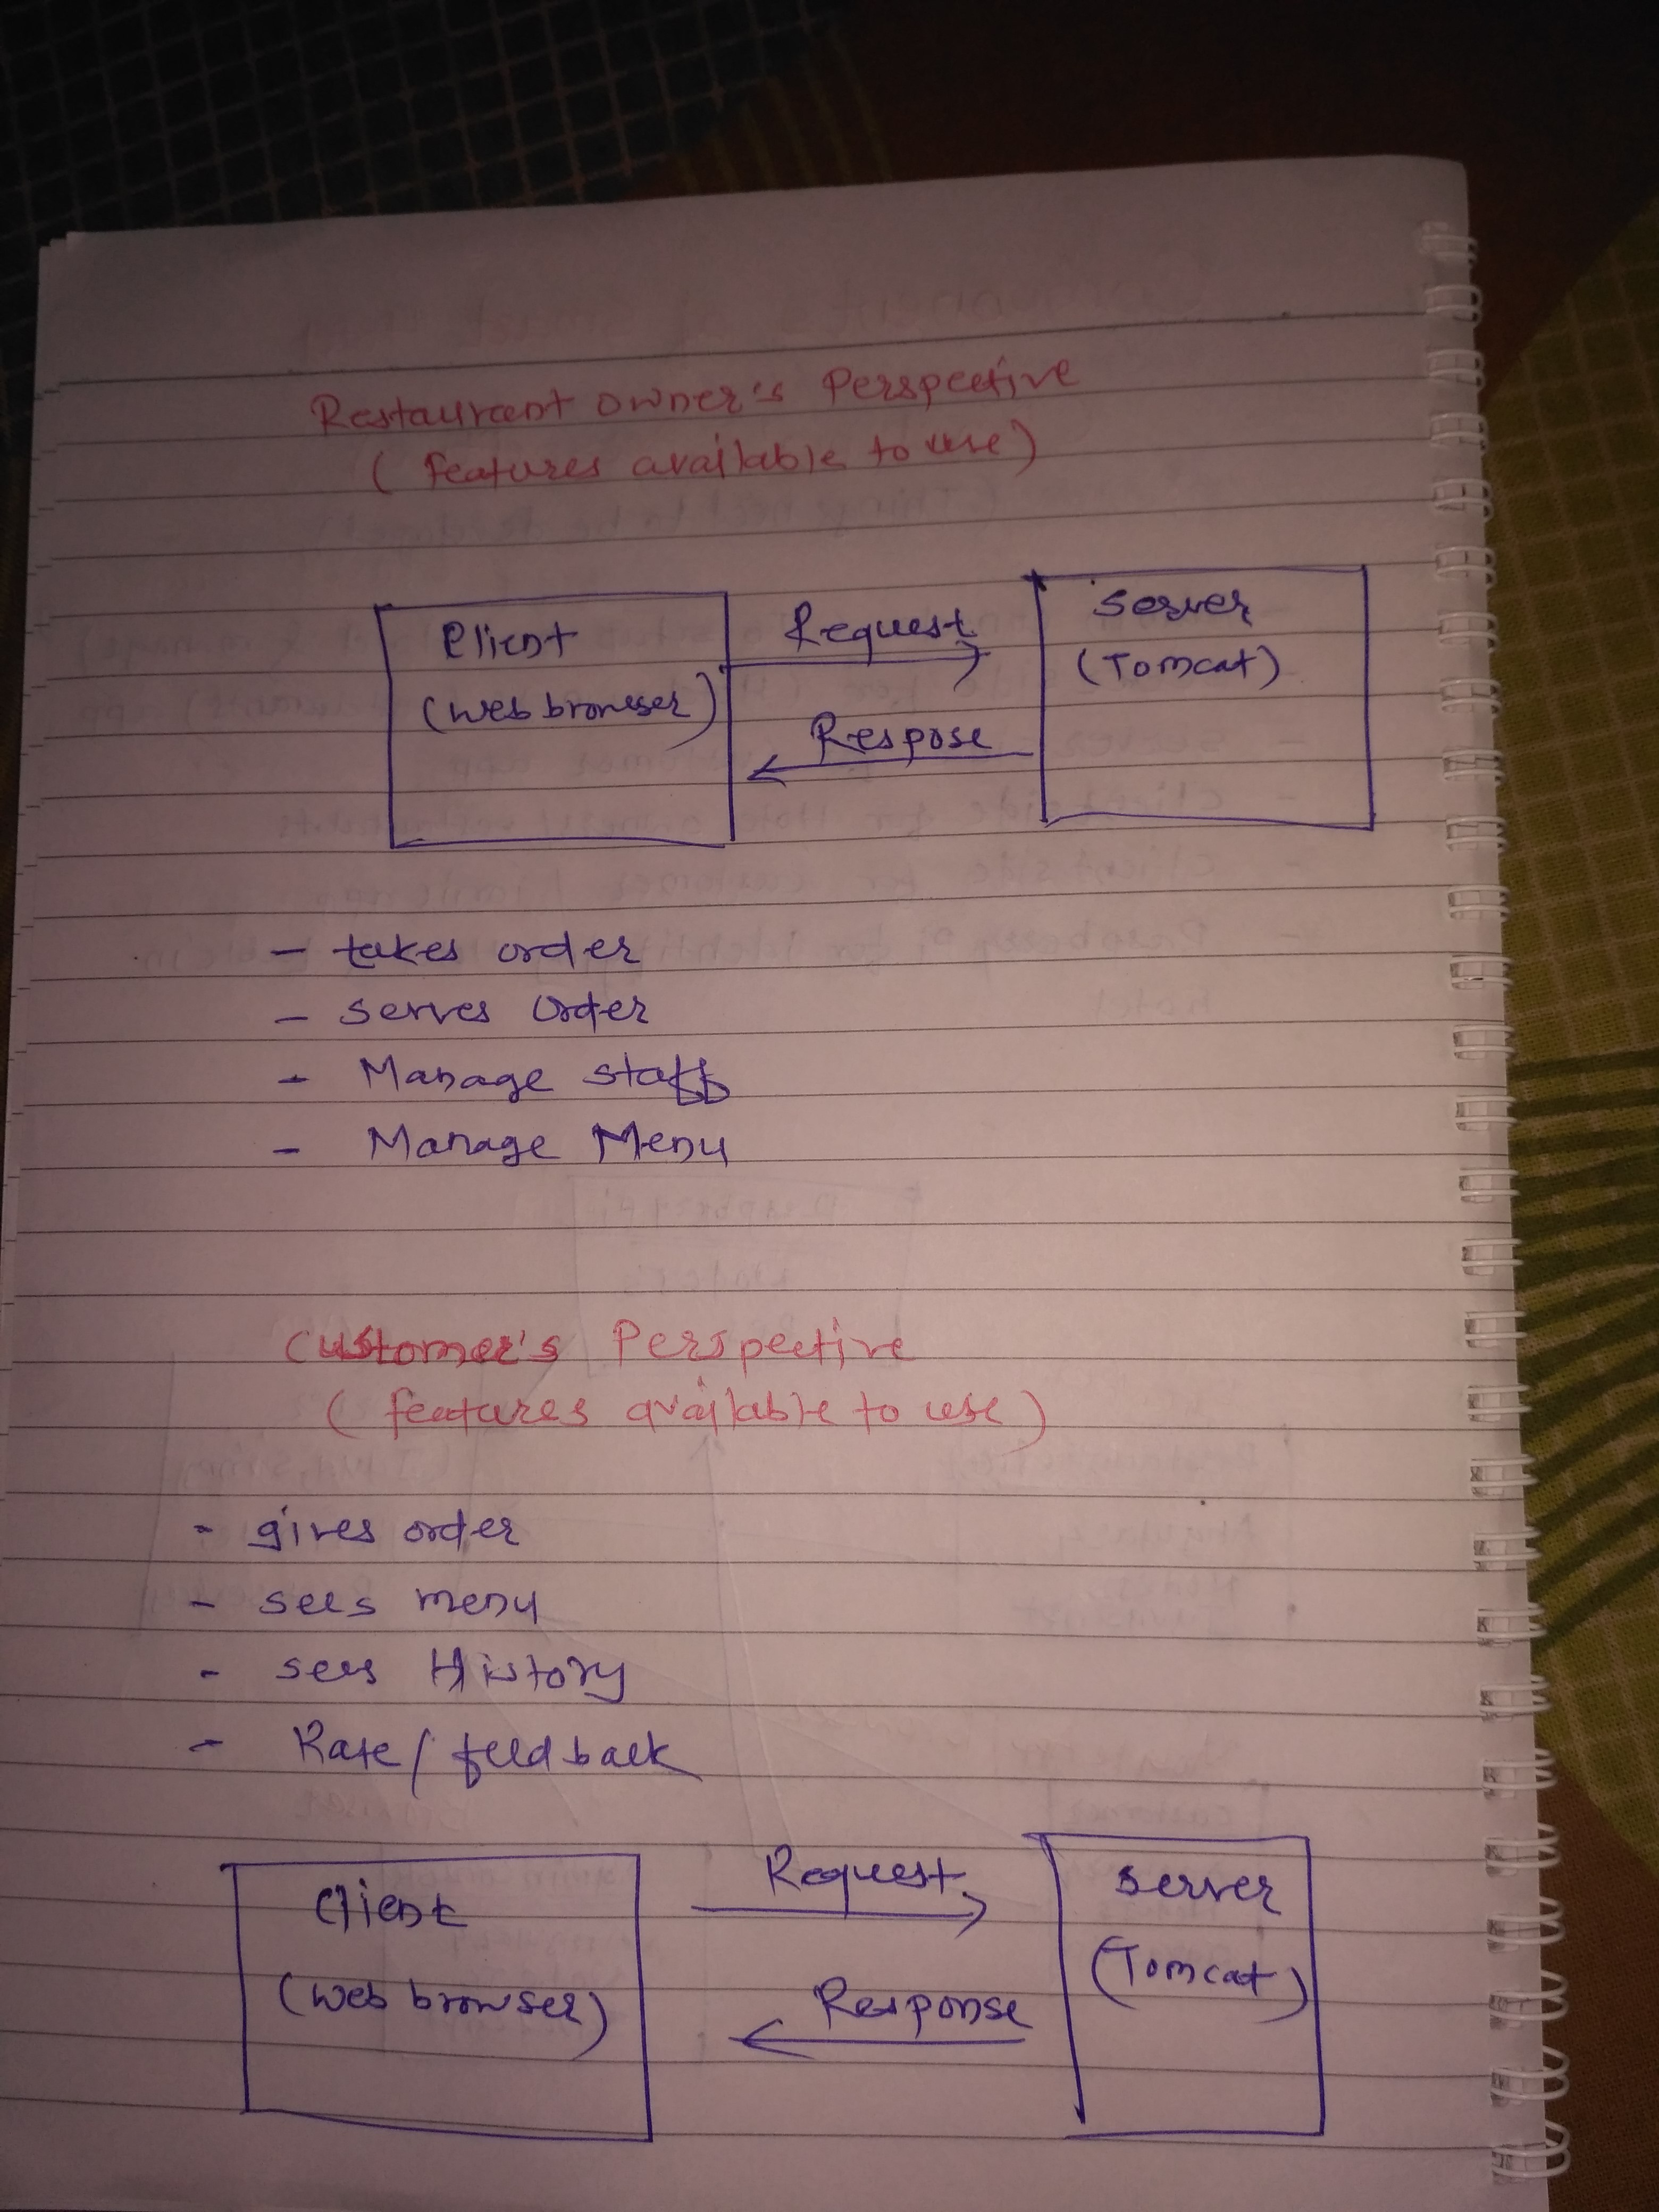 Restaurant owner's Perspective
( features available to use )
Client
(web browser)
Request
Respose
Server
(Tomcat)
- takes order
- serves order
- Manage staff
- Manage Menu
Customer's Perspective
( features available to use )
- gives order
- sees menu
- sees History
- Rate / feedback
Client
(web browser)
Request
Response
Server
(Tomcat)